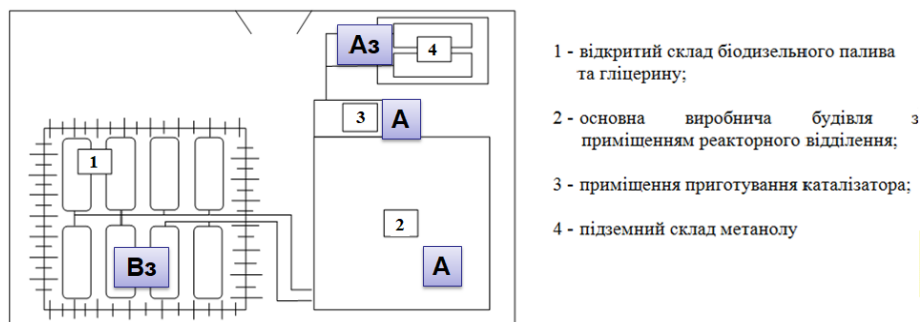 Аз
4
3
А
1
2
Вз
А
1 - відкритий склад біодизельного палива
та гліцерину;
2 - основна виробнича будівля з
приміщенням реакторного відділення;
3 - приміщення приготування каталізатора;
4 - підземний склад метанолу